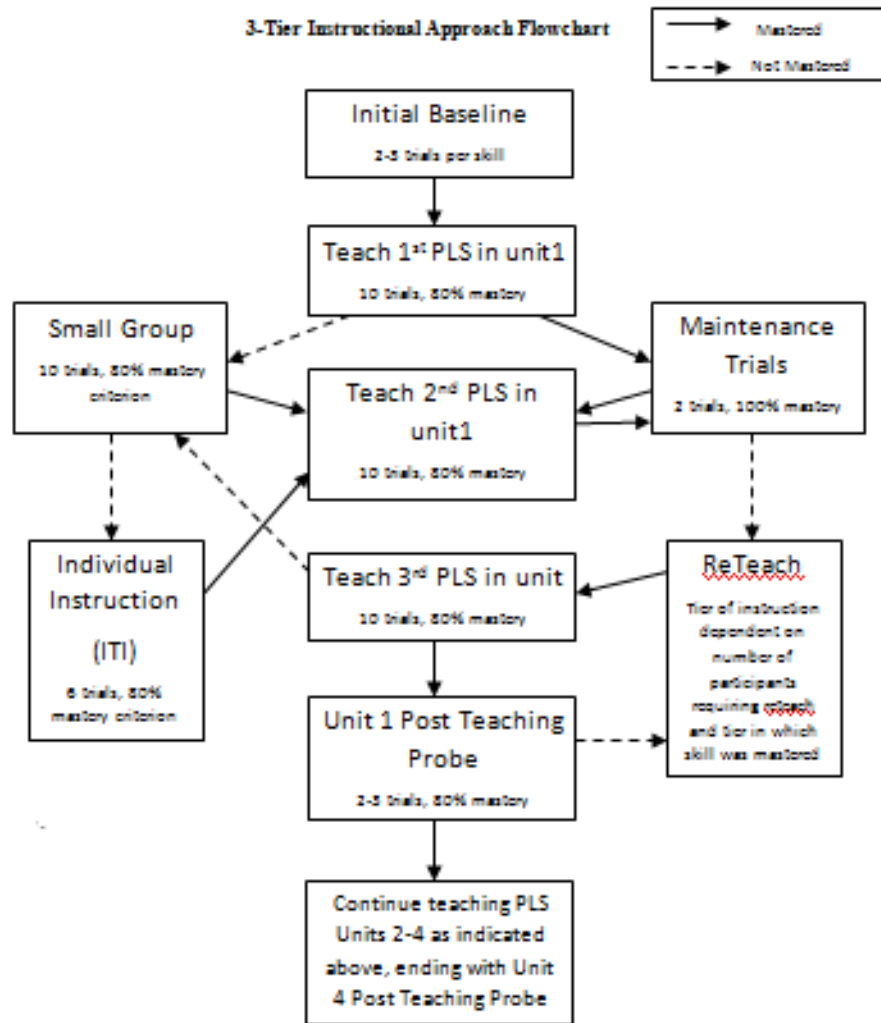 3-Tier Instructional Approach Flowchart
Mastered
Not Mastered
Initial Baseline
2-3 trials per skill
Teach 1st PLS in unit1
10 trials, 80% mastery
Small Group
10 trials, 80% mastery
criterion
Maintenance
Trials
2 trials, 100% mastery
Teach 2nd PLS in
unit1
10 trials, 80% mastery
Individual
Instruction
(ITI)
6 trials, 80%
mastery criterion
Teach 3rd PLS in unit
10 trials, 80% mastery
ReTeach
Tier of instruction
dependent on
number of
participants
requiring reteach
and tier in which
skill was mastered
Unit 1 Post Teaching
Probe
2-3 trials, 80% mastery
Continue teaching PLS
Units 2-4 as indicated
above, ending with Unit
4 Post Teaching Probe